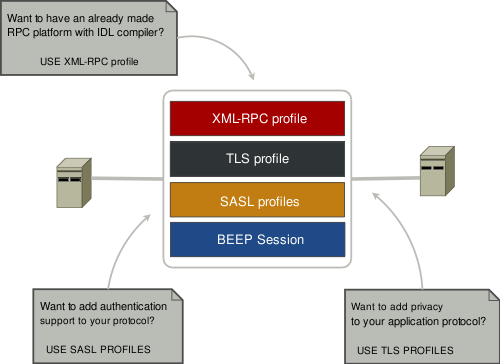 Want to have an already made
RPC platform with IDL compiler?
USE XML-RPC profile
XML-RPC profile
TLS profile
SASL profiles
BEEP Session
Want to add authentication
support to your protocol?
USE SASL PROFILES
Want to add privacy
to your application protocol?
USE TLS PROFILES